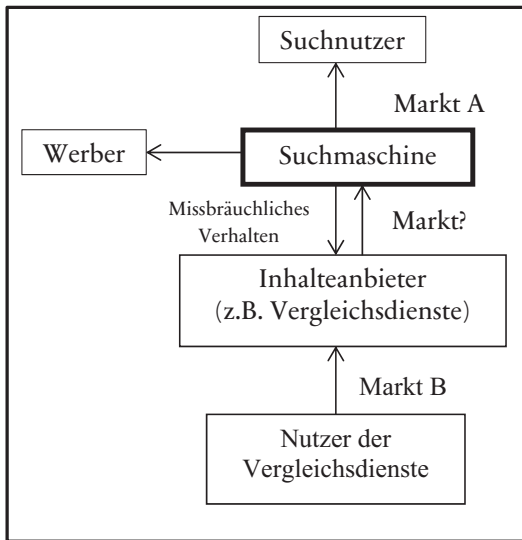 Suchnutzer
Markt A
Werber
Suchmaschine
Missbräuchliches
Verhalten
Markt?
Inhalteanbieter
(z.B. Vergleichsdienste)
Markt B
Nutzer der
Vergleichsdienste